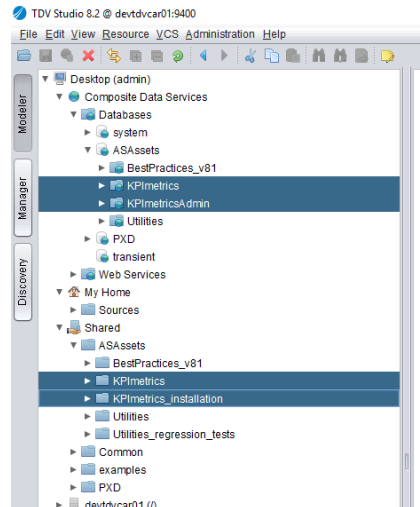 TDV Studio 8.2 @ devtdvcar01:9400
File Edit View Resource VCS Administration Help
Modeler
Manager
Discovery
Desktop (admin)
Composite Data Services
Databases
system
ASAssets
BestPractices_v81
KPImetrics
KPImetricsAdmin
Utilities
PXD
transient
Web Services
My Home
Sources
Shared
ASAssets
BestPractices_v81
KPImetrics
KPImetrics_installation
Utilities
Utilities_regression_tests
Common
examples
PXD
devtdvcar01 (/)